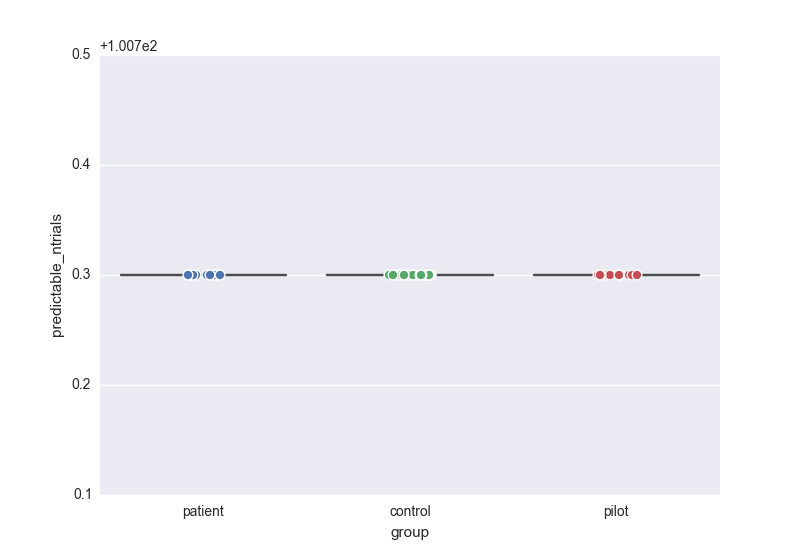 +1.007e2
0.5
0.4
0.3
0.2
0.1
predictable_ntrials
patient control pilot
group